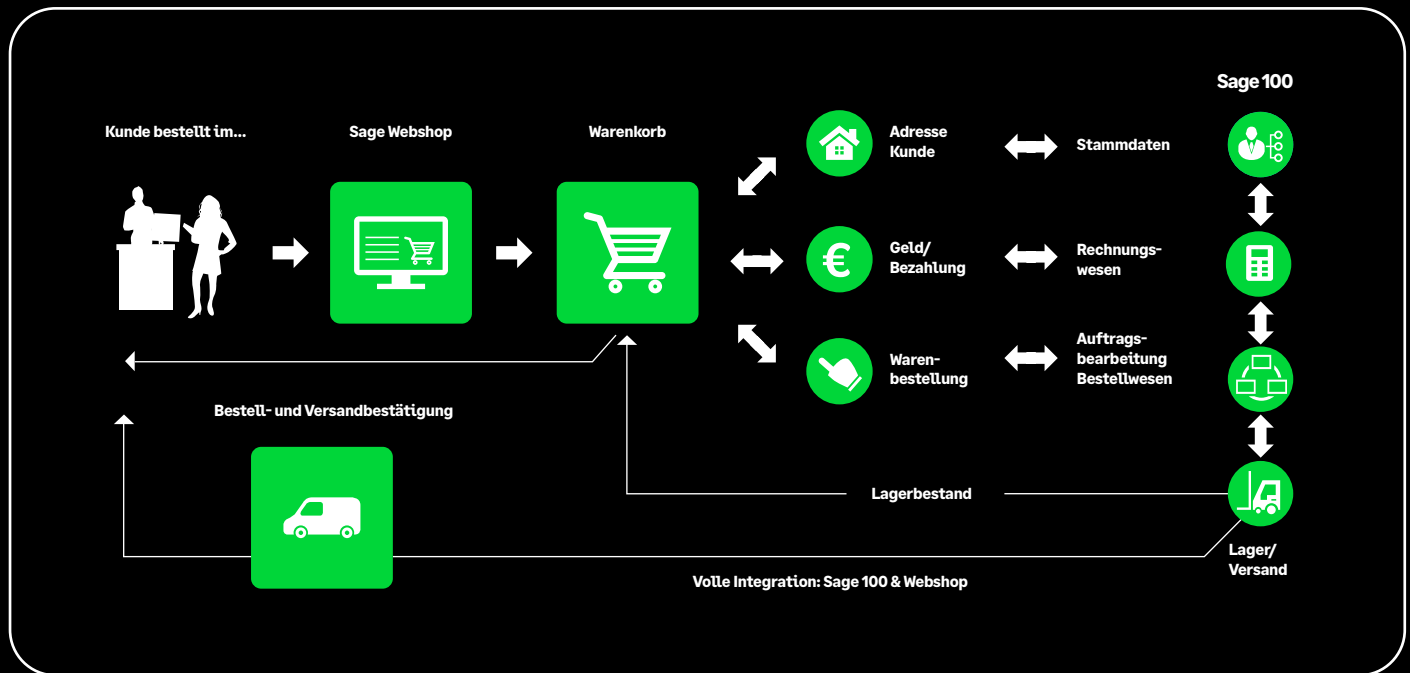 Sage 100
Kunde bestellt im...
Sage Webshop
Warenkorb
Adresse
Kunde
Stammdaten
Geld/
Bezahlung
Rechnungs-
wesen
Waren-
bestellung
Auftrags-
bearbeitung
Bestellwesen
Bestell- und Versandbestätigung
Lagerbestand
Lager/
Versand
Volle Integration: Sage 100 & Webshop